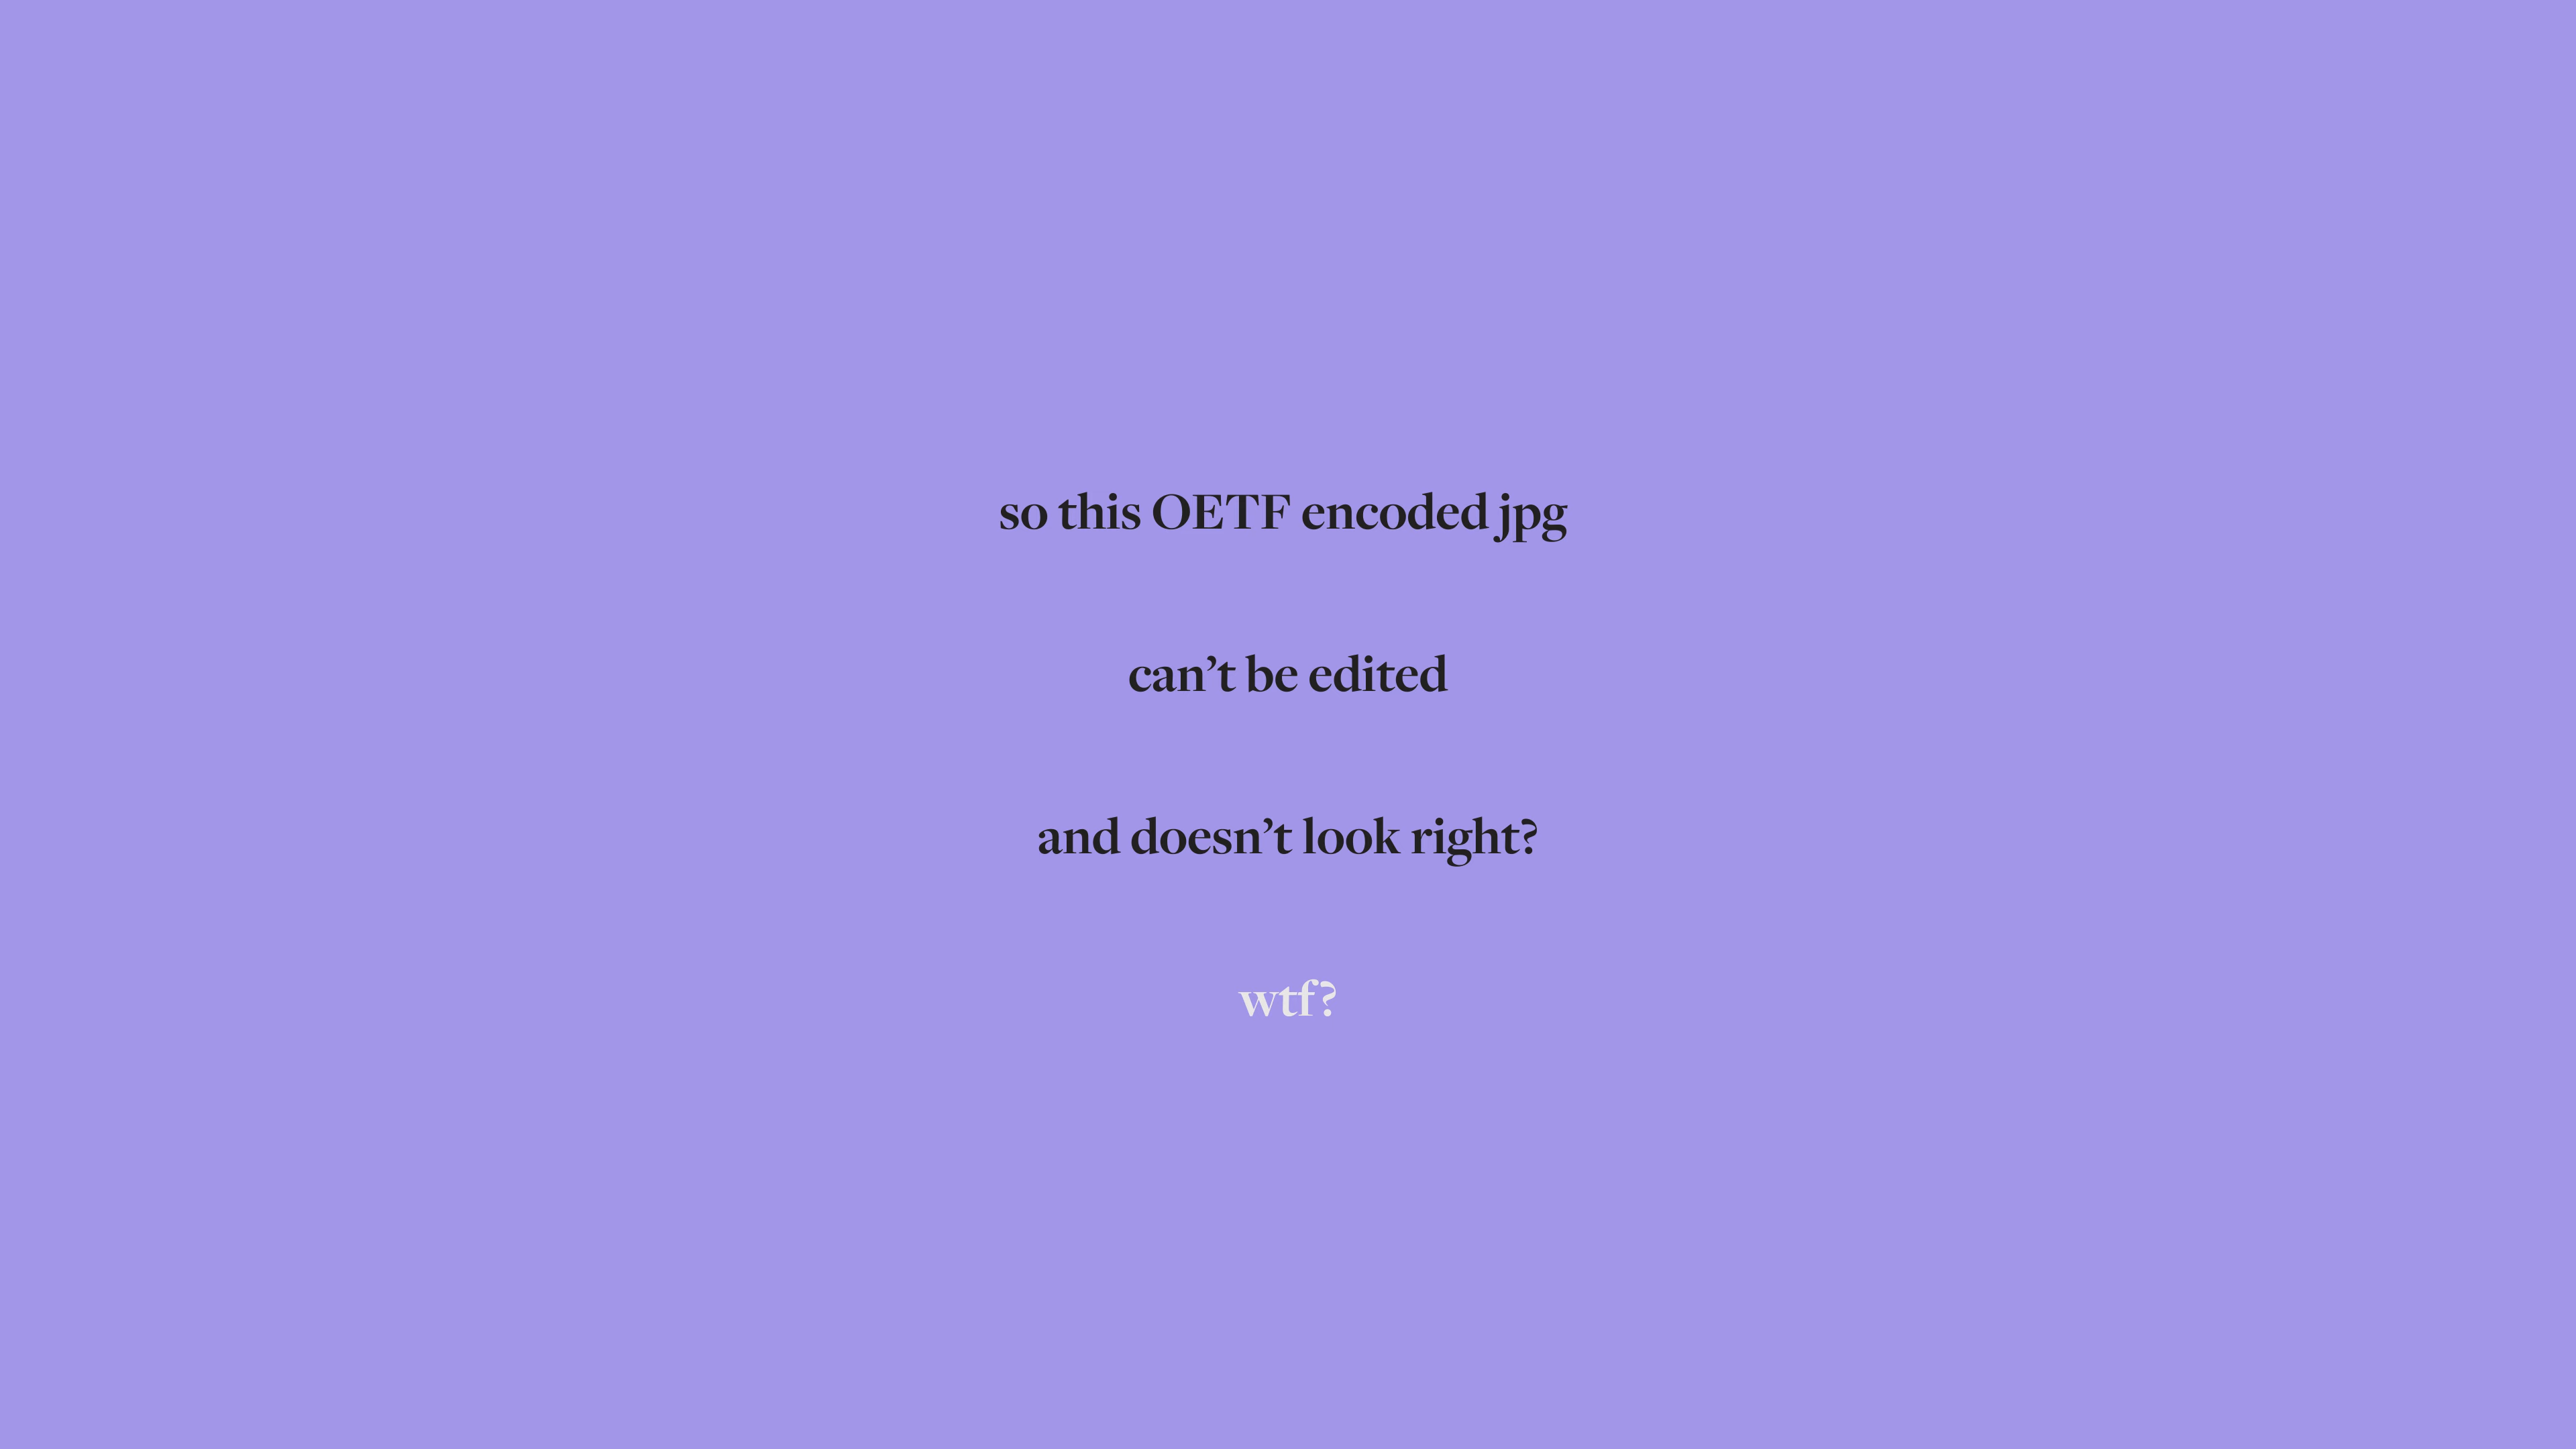 so this OETF encoded jpg
can’t be edited
and doesn’t look right?
wtf?